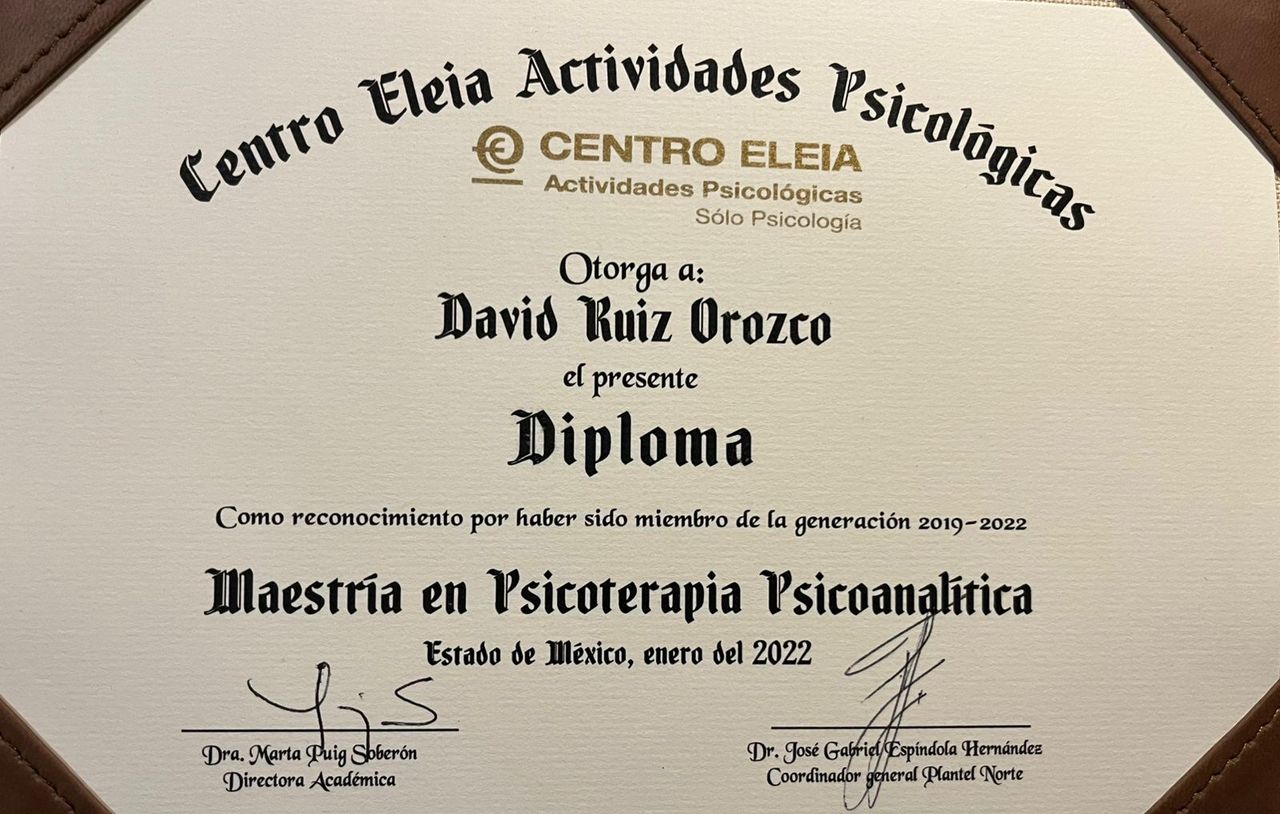 Centro Eleia Actividades Psicológicas
CENTRO ELEIA
Actividades Psicológicas
Sólo Psicología
Otorga a:
David Ruiz Orozco
el presente
Diploma
Como reconocimiento por haber sido miembro de la generación 2019-2022
Maestría en Psicoterapia Psicoanalítica
Estado de México, enero del 2022
Dra. Marta Puig Soberón
Directora Académica
Dr. José Gabriel Espíndola Hernández
Coordinador general Plantel Norte